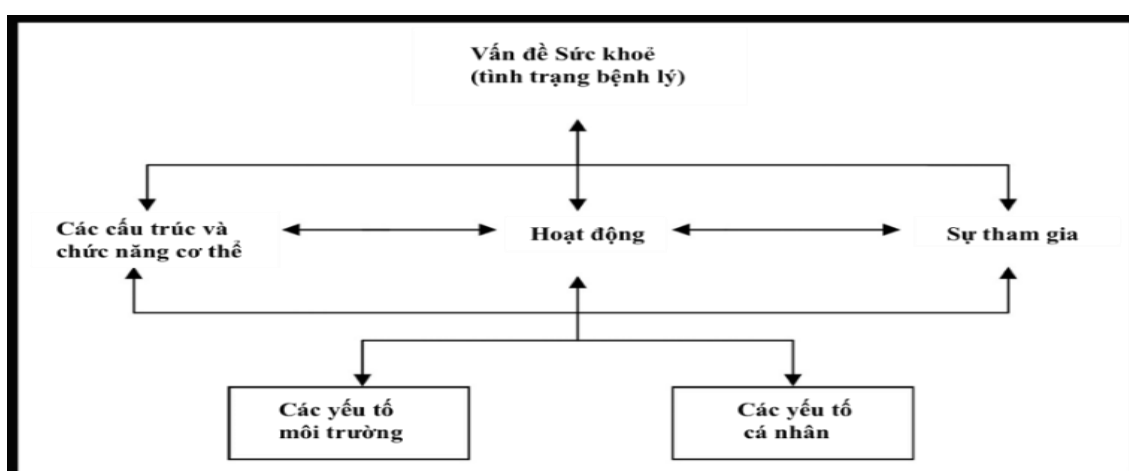 Vấn đề Sức khoẻ
(tình trạng bệnh lý)
Các cấu trúc và
chức năng cơ thể
Hoạt động
Sự tham gia
Các yếu tố
môi trường
Các yếu tố
cá nhân